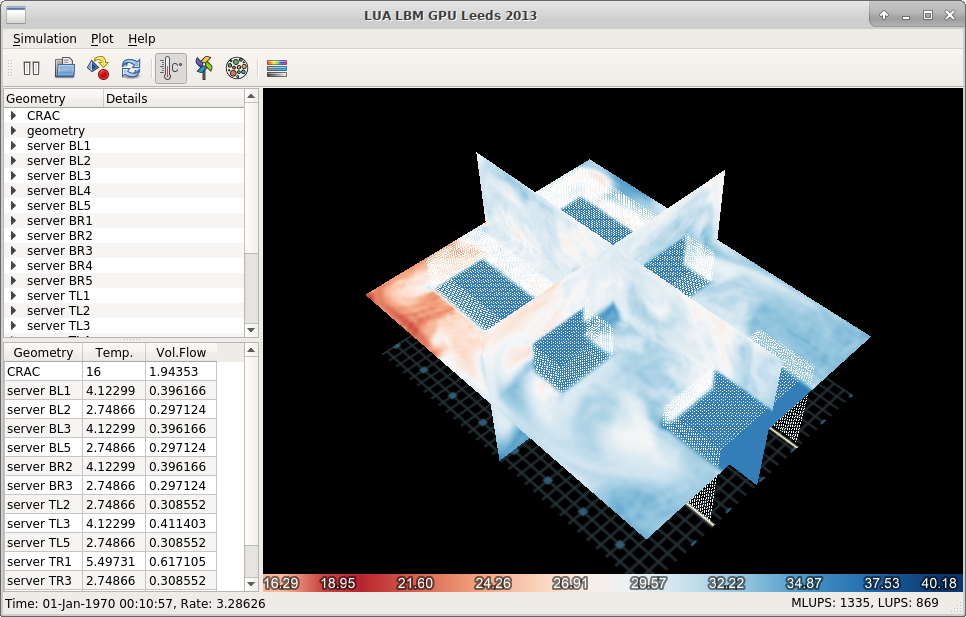 LUA LBM GPU Leeds 2013
Simulation Plot Help
C°
Geometry Details
CRAC
geometry
server BL1
server BL2
server BL3
server BL4
server BL5
server BR1
server BR2
server BR3
server BR4
server BR5
server TL1
server TL2
server TL3
Geometry Temp. Vol.Flow
CRAC 16 1.94353
server BL1 4.12299 0.396166
server BL2 2.74866 0.297124
server BL3 4.12299 0.396166
server BL5 2.74866 0.297124
server BR2 4.12299 0.396166
server BR3 2.74866 0.297124
server TL2 2.74866 0.308552
server TL3 4.12299 0.411403
server TL5 2.74866 0.308552
server TR1 5.49731 0.617105
server TR3 2.74866 0.308552
16.29 18.95 21.60 24.26 26.91 29.57 32.22 34.87 37.53 40.18
Time: 01-Jan-1970 00:10:57, Rate: 3.28626 MLUPS: 1335, LUPS: 869